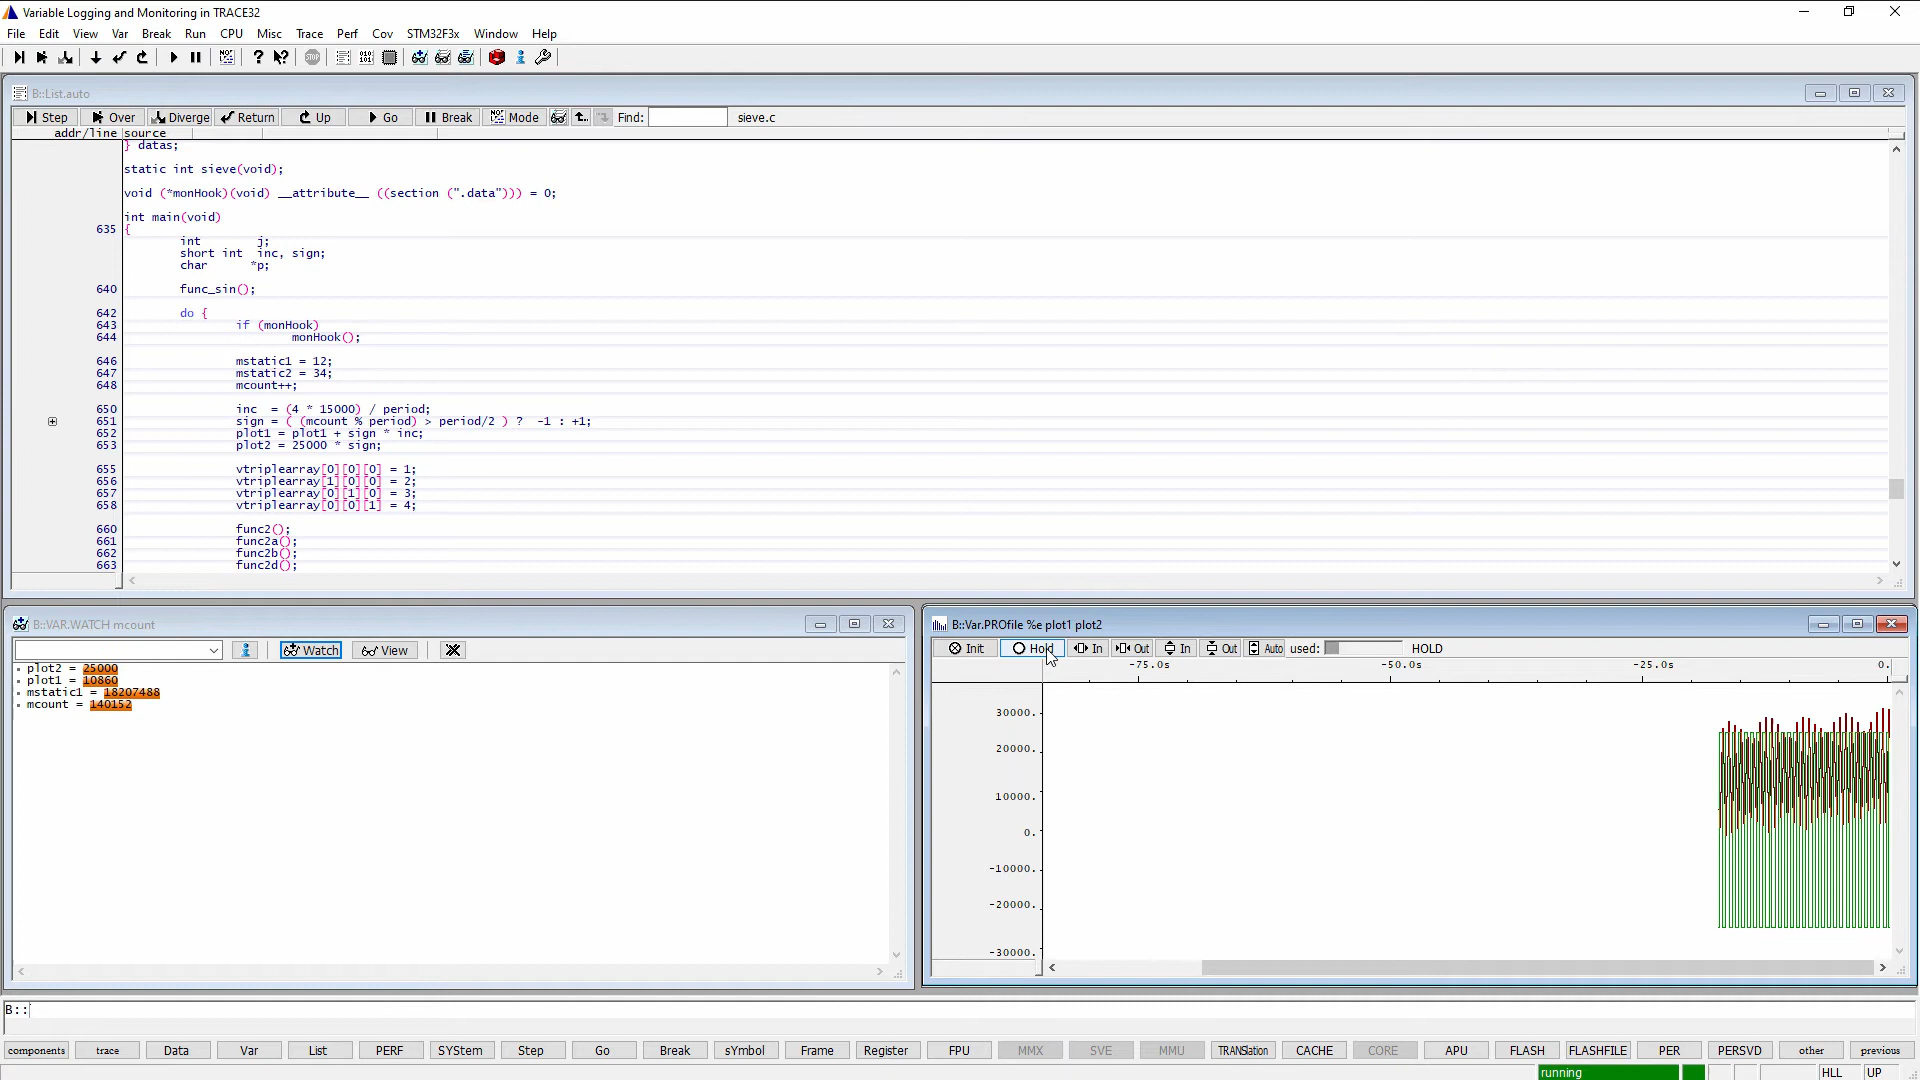 Variable Logging and Monitoring in TRACE32
File Edit View Var Break Run CPU Misc Trace Perf Cov STM32F3x Window Help
B::List.auto
Step Over Diverge Return Up Go Break Mode Find: sieve.c
addr/line source
} datas;
static int sieve(void);
void (*monHook)(void) __attribute__ ((section (".data"))) = 0;
int main(void)
635 {
int j;
short int inc, sign;
char *p;
640 func_sin();
642 do {
643 if (monHook)
644 monHook();
646 mstatic1 = 12;
647 mstatic2 = 34;
648 mcount++;
650 inc = (4 * 15000) / period;
651 sign = ( (mcount % period) > period/2 ) ? -1 : +1;
652 plot1 = plot1 + sign * inc;
653 plot2 = 25000 * sign;
655 vtriplearray[0][0][0] = 1;
656 vtriplearray[1][0][0] = 2;
657 vtriplearray[0][1][0] = 3;
658 vtriplearray[0][0][1] = 4;
660 func2();
661 func2a();
662 func2b();
663 func2d();
B::VAR.WATCH mcount
Watch View
plot2 = 25000
plot1 = 10860
mstatic1 = 18207488
mcount = 140152
B::Var.PROfile %e plot1 plot2
Init Hold In Out In Out Auto used: HOLD
-75.0s -50.0s -25.0s 0.
30000.
20000.
10000.
0.
-10000.
-20000.
-30000.
B::
components trace Data Var List PERF SYStem Step Go Break sYmbol Frame Register FPU MMX SVE MMU TRANSlation CACHE CORE APU FLASH FLASHFILE PER PERSVD other previous
running HLL UP